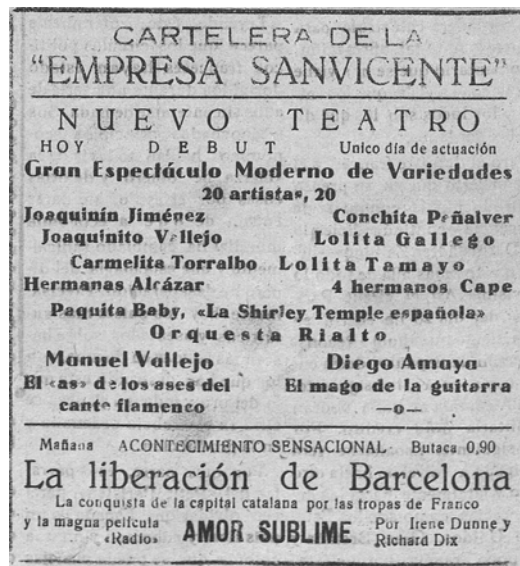 CARTELERA DE LA
"EMPRESA SANVICENTE"
NUEVO TEATRO
HOY DEBUT Unico día de actuación
Gran Espectáculo Moderno de Variedades
20 artistas, 20
Joaquinín Jiménez Conchita Peñalver
Joaquinito Vallejo Lolita Gallego
Carmelita Torralbo Lolita Tamayo
Hermanas Alcázar 4 hermanos Cape
Paquita Baby, «La Shirley Temple española»
Orquesta Rialto
Manuel Vallejo Diego Amaya
El «as» de los ases del El mago de la guitarra
cante flamenco —o—
Mañana ACONTECIMIENTO SENSACIONAL Butaca 0,90
La liberación de Barcelona
La conquista de la capital catalana por las tropas de Franco
y la magna película AMOR SUBLIME Por Irene Dunne y
«Radio» Richard Dix